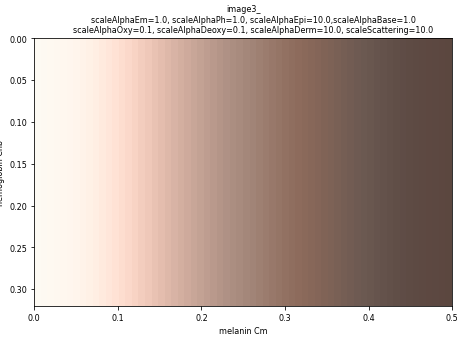 image3_
scaleAlphaEm=1.0, scaleAlphaPh=1.0, scaleAlphaEpi=10.0,scaleAlphaBase=1.0
scaleAlphaOxy=0.1, scaleAlphaDeoxy=0.1, scaleAlphaDerm=10.0, scaleScattering=10.0
0.00
0.05
0.10
0.15
0.20
0.25
0.30
0.0 0.1 0.2 0.3 0.4 0.5
melanin Cm